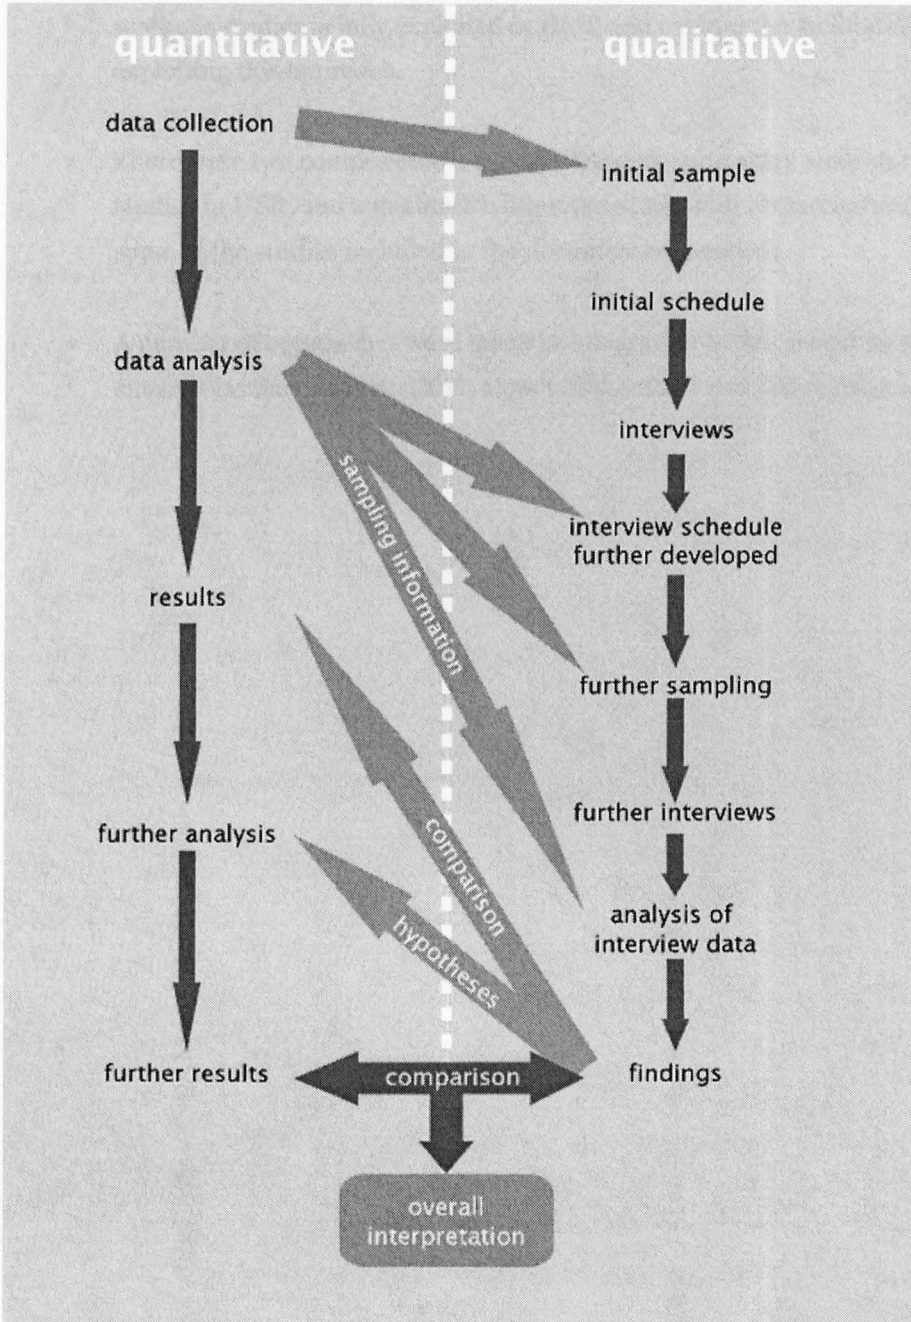 quantitative
qualitative
data collection
initial sample
initial schedule
data analysis
interviews
sampling information
interview schedule
further developed
results
further sampling
further interviews
further analysis
comparison
hypotheses
analysis of
interview data
further results
comparison
findings
overall
interpretation